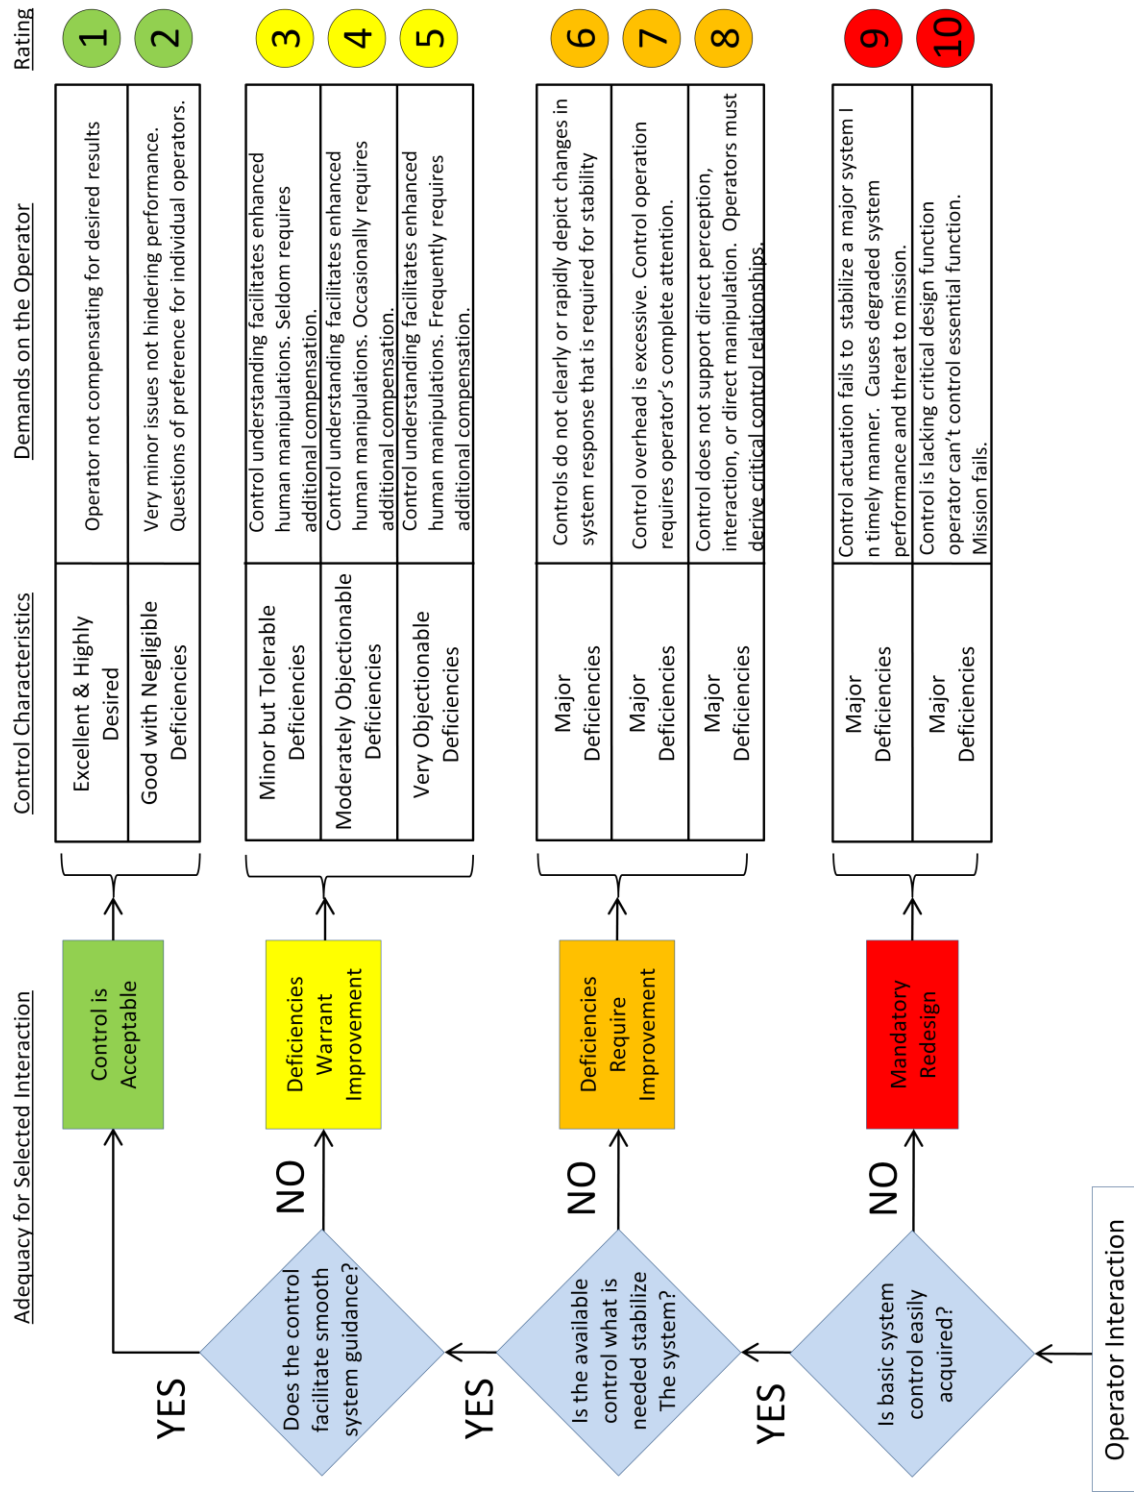 Adequacy for Selected Interaction
Control Characteristics
Demands on the Operator
Rating
Control is
Acceptable
Excellent & Highly
Desired
Operator not compensating for desired results
1
Good with Negligible
Deficiencies
Very minor issues not hindering performance.
Questions of preference for individual operators.
2
YES
Does the control
facilitate smooth
system guidance?
NO
Deficiencies
Warrant
Improvement
Minor but Tolerable
Deficiencies
Control understanding facilitates enhanced
human manipulations. Seldom requires
additional compensation.
3
Moderately Objectionable
Deficiencies
Control understanding facilitates enhanced
human manipulations. Occasionally requires
additional compensation.
4
Very Objectionable
Deficiencies
Control understanding facilitates enhanced
human manipulations. Frequently requires
additional compensation.
5
YES
Is the available
control what is
needed stabilize
The system?
NO
Deficiencies
Require
Improvement
Major
Deficiencies
Controls do not clearly or rapidly depict changes in
system response that is required for stability
6
Major
Deficiencies
Control overhead is excessive. Control operation
requires operator's complete attention.
7
Major
Deficiencies
Control does not support direct perception,
interaction, or direct manipulation. Operators must
derive critical control relationships.
8
YES
Is basic system
control easily
acquired?
NO
Mandatory
Redesign
Major
Deficiencies
Control actuation fails to stabilize a major system I
n timely manner. Causes degraded system
performance and threat to mission.
9
Major
Deficiencies
Control is lacking critical design function
operator can't control essential function.
Mission fails.
10
Operator Interaction